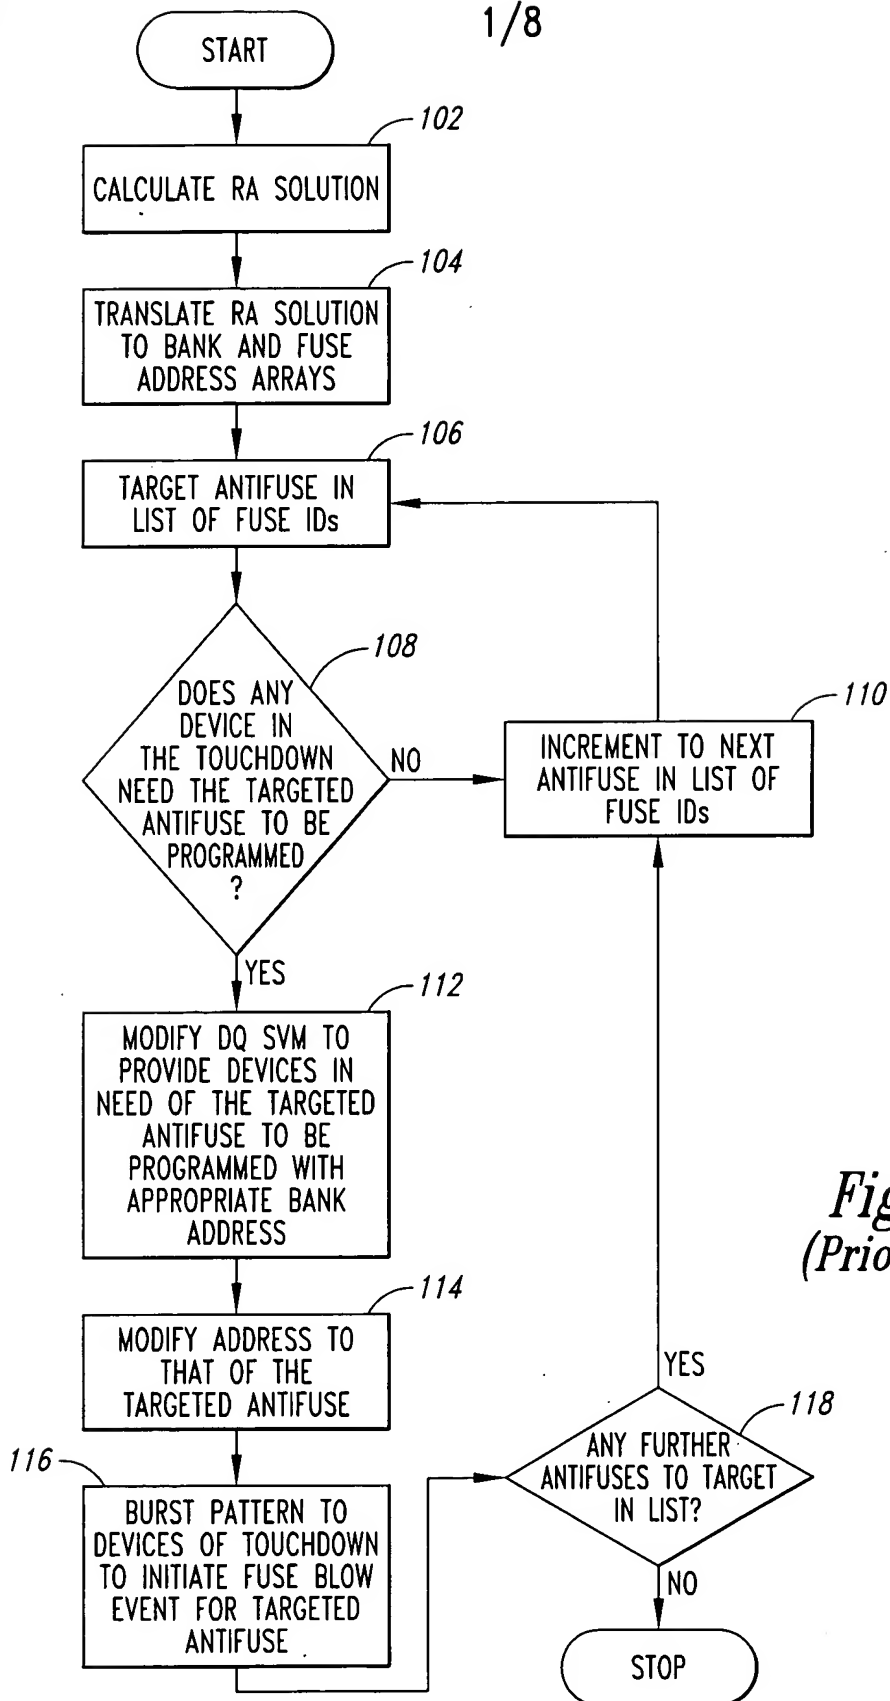 1/8
START
102
CALCULATE RA SOLUTION
104
TRANSLATE RA SOLUTION
TO BANK AND FUSE
ADDRESS ARRAYS
106
TARGET ANTIFUSE IN
LIST OF FUSE IDs
108
DOES ANY
DEVICE IN
THE TOUCHDOWN
NEED THE TARGETED
ANTIFUSE TO BE
PROGRAMMED
?
NO
110
INCREMENT TO NEXT
ANTIFUSE IN LIST OF
FUSE IDs
YES
112
MODIFY DQ SVM TO
PROVIDE DEVICES IN
NEED OF THE TARGETED
ANTIFUSE TO BE
PROGRAMMED WITH
APPROPRIATE BANK
ADDRESS
114
MODIFY ADDRESS TO
THAT OF THE
TARGETED ANTIFUSE
116
BURST PATTERN TO
DEVICES OF TOUCHDOWN
TO INITIATE FUSE BLOW
EVENT FOR TARGETED
ANTIFUSE
YES
118
ANY FURTHER
ANTIFUSES TO TARGET
IN LIST?
NO
STOP
Fig
(Prio